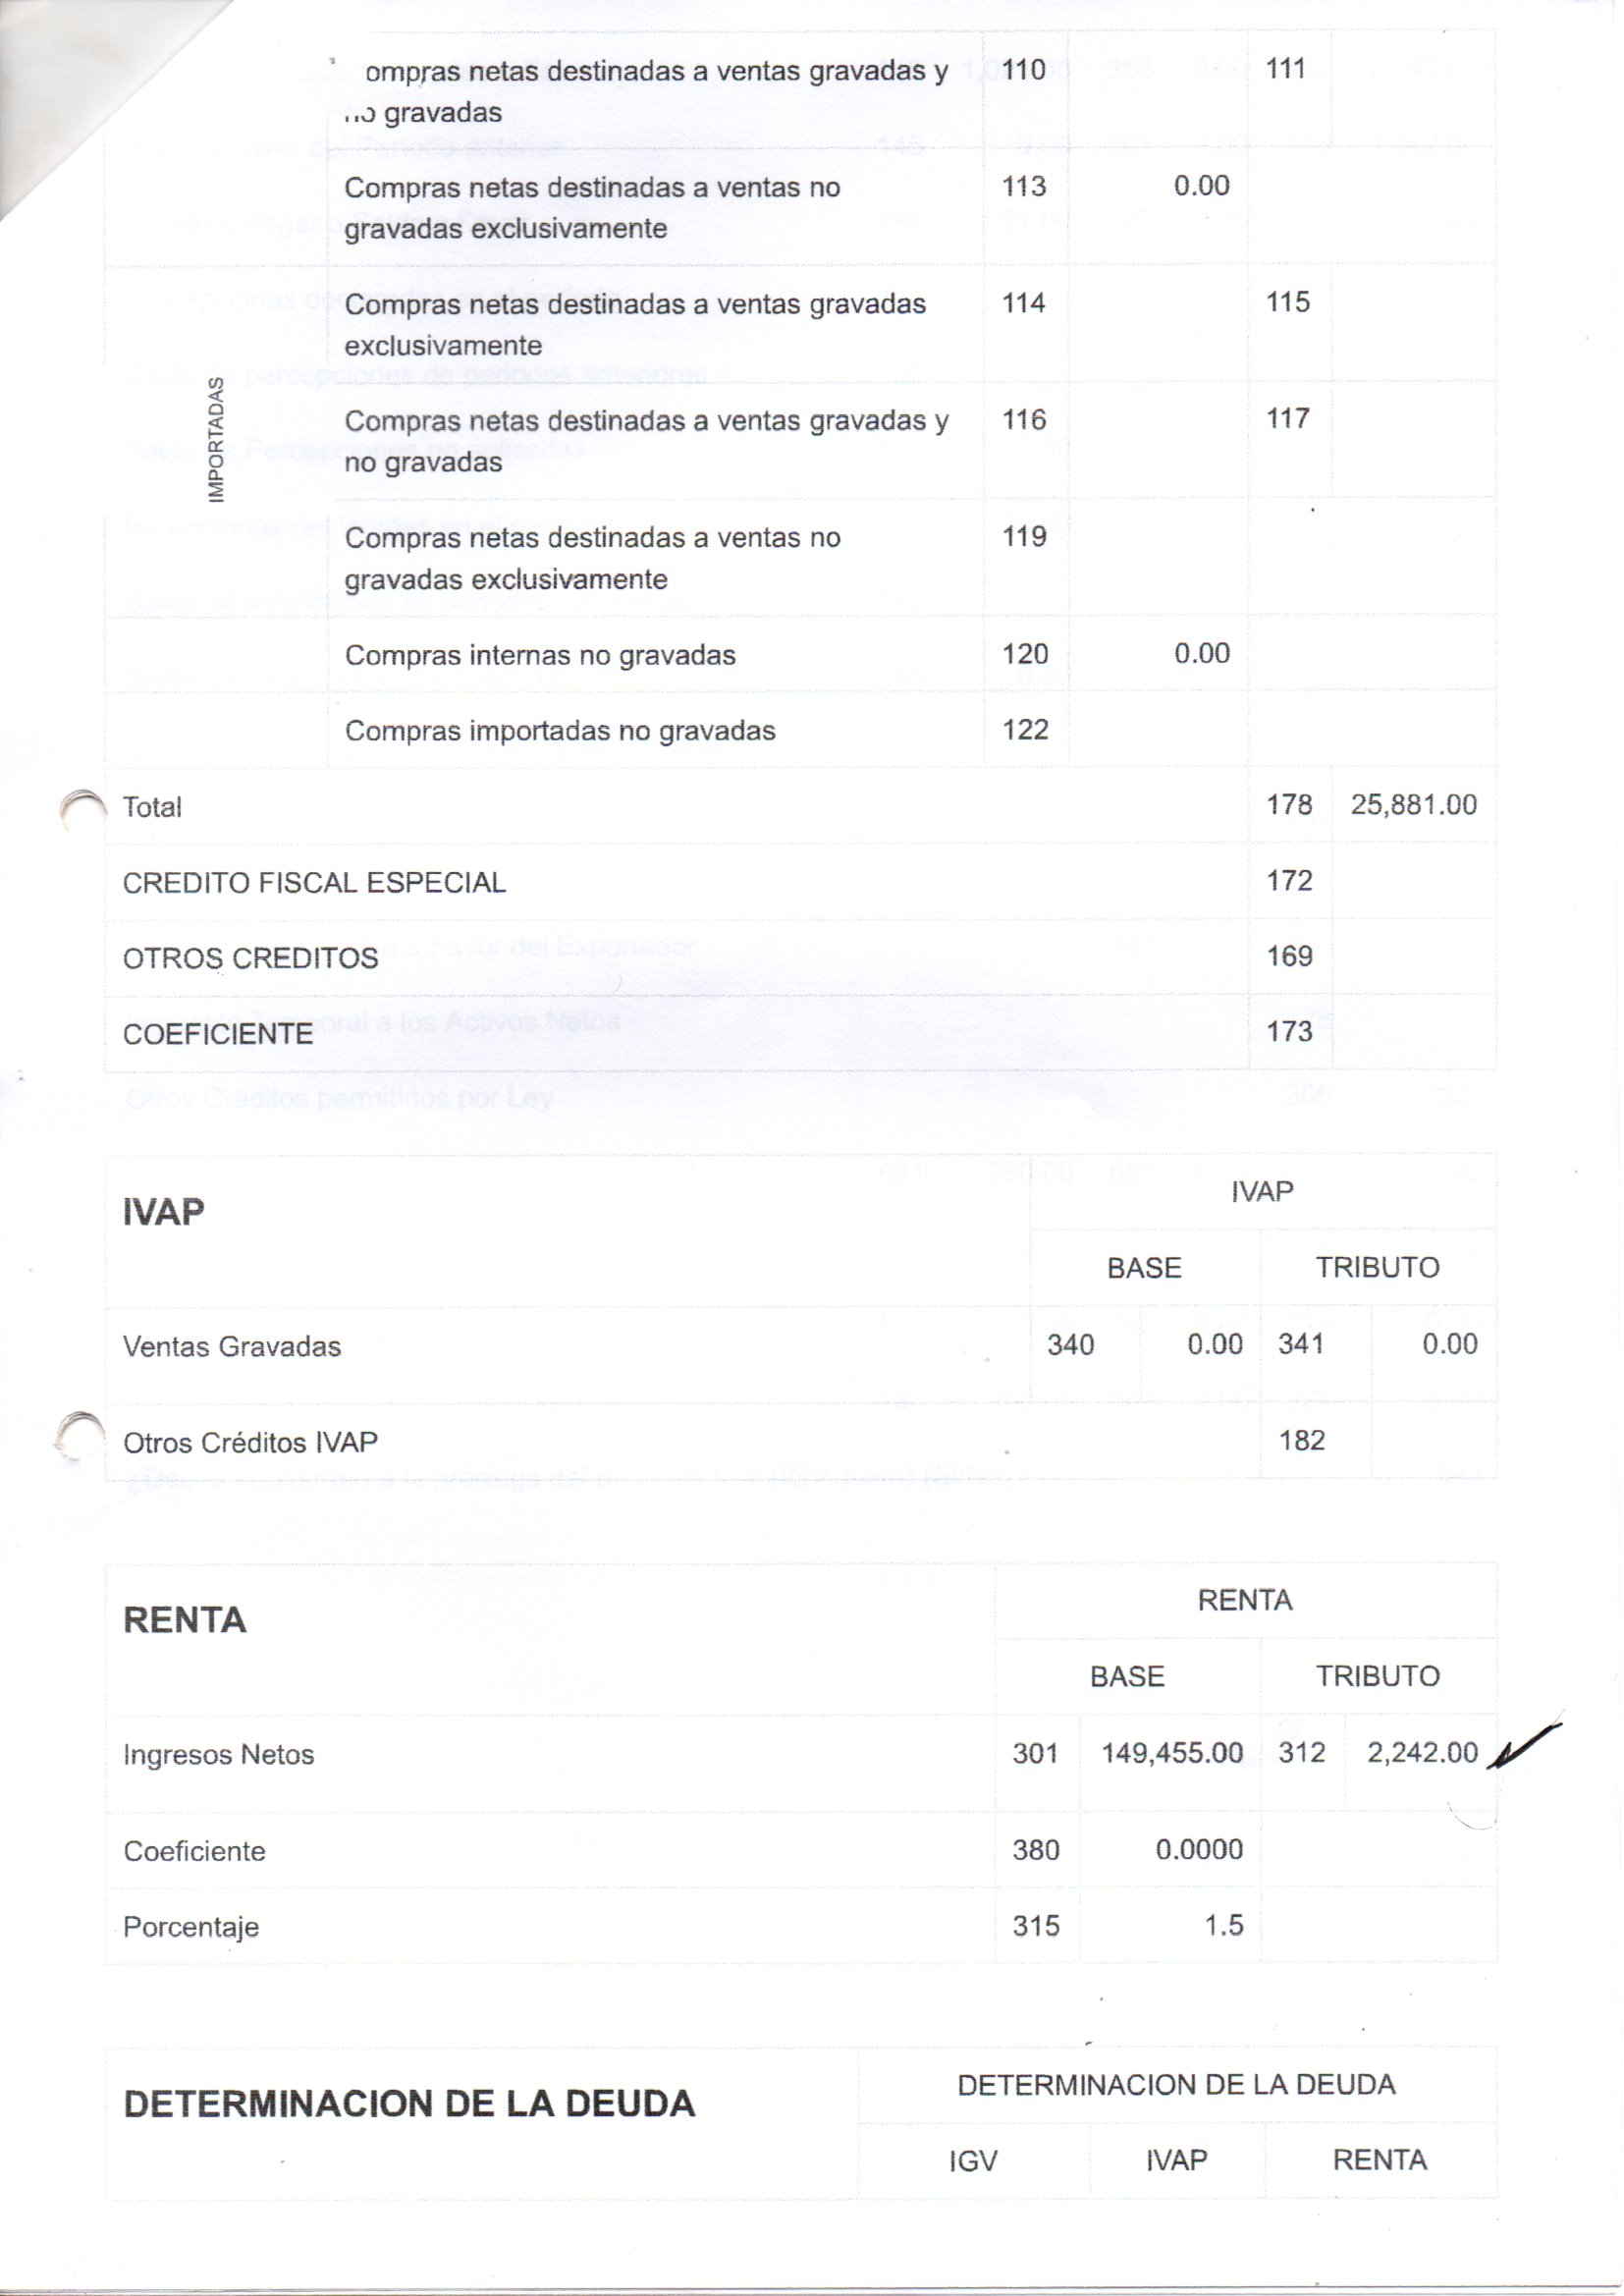 ompras netas destinadas a ventas gravadas y 110 111
no gravadas
Compras netas destinadas a ventas no 113 0.00
gravadas exclusivamente
IMPORTADAS
Compras netas destinadas a ventas gravadas 114 115
exclusivamente
Compras netas destinadas a ventas gravadas y 116 117
no gravadas
Compras netas destinadas a ventas no 119
gravadas exclusivamente
Compras internas no gravadas 120 0.00
Compras importadas no gravadas 122
Total 178 25,881.00
CREDITO FISCAL ESPECIAL 172
OTROS CREDITOS 169
COEFICIENTE 173
IVAP IVAP
BASE TRIBUTO
Ventas Gravadas 340 0.00 341 0.00
Otros Créditos IVAP 182
RENTA RENTA
BASE TRIBUTO
Ingresos Netos 301 149,455.00 312 2,242.00
Coeficiente 380 0.0000
Porcentaje 315 1.5
DETERMINACION DE LA DEUDA DETERMINACION DE LA DEUDA
IGV IVAP RENTA